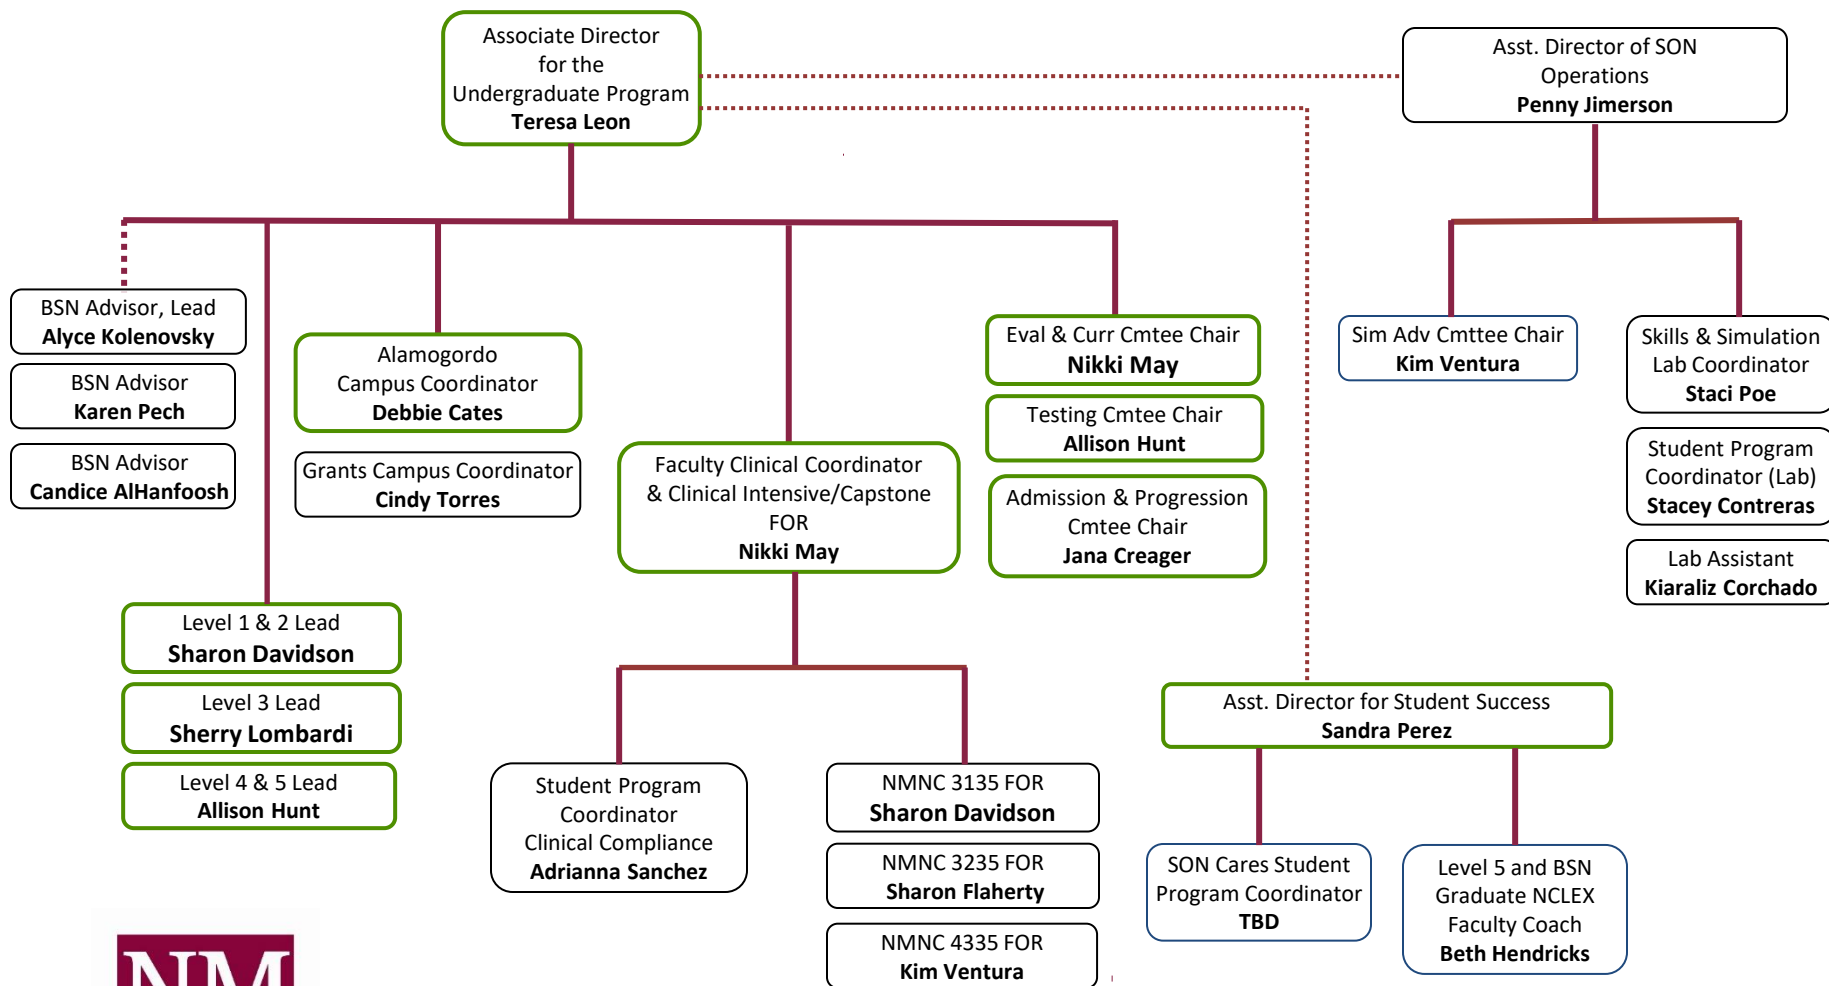 Associate Director
for the
Undergraduate Program
Teresa Leon
Asst. Director of SON
Operations
Penny Jimerson
BSN Advisor, Lead
Alyce Kolenovsky
BSN Advisor
Karen Pech
BSN Advisor
Candice AlHanfoosh
Alamogordo
Campus Coordinator
Debbie Cates
Grants Campus Coordinator
Cindy Torres
Faculty Clinical Coordinator
& Clinical Intensive/Capstone
FOR
Nikki May
Eval & Curr Cmtee Chair
Nikki May
Testing Cmtee Chair
Allison Hunt
Admission & Progression
Cmtee Chair
Jana Creager
Sim Adv Cmttee Chair
Kim Ventura
Skills & Simulation
Lab Coordinator
Staci Poe
Student Program
Coordinator (Lab)
Stacey Contreras
Lab Assistant
Kiaraliz Corchado
Level 1 & 2 Lead
Sharon Davidson
Level 3 Lead
Sherry Lombardi
Level 4 & 5 Lead
Allison Hunt
Student Program
Coordinator
Clinical Compliance
Adrianna Sanchez
NMNC 3135 FOR
Sharon Davidson
NMNC 3235 FOR
Sharon Flaherty
NMNC 4335 FOR
Kim Ventura
Asst. Director for Student Success
Sandra Perez
SON Cares Student
Program Coordinator
TBD
Level 5 and BSN
Graduate NCLEX
Faculty Coach
Beth Hendricks
NM